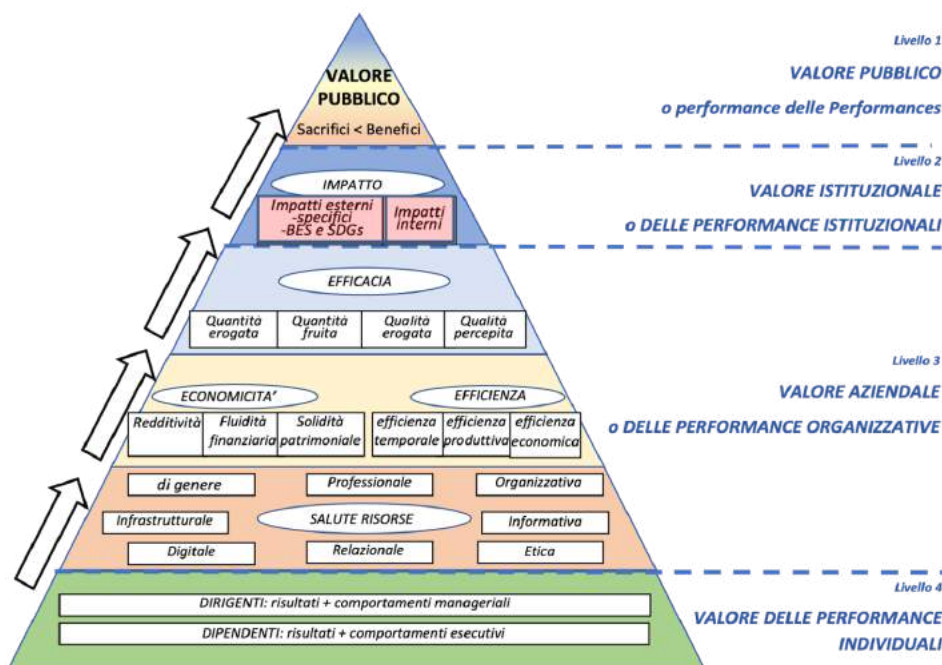 Livello 1
VALORE PUBBLICO
o performance delle Performances
VALORE
PUBBLICO
Sacrifici < Benefici
Livello 2
VALORE ISTITUZIONALE
o DELLE PERFORMANCE ISTITUZIONALI
IMPATTO
Impatti esterni
-specifici
-BES e SDGs
Impatti
interni
EFFICACIA
Quantità
erogata
Quantità
fruita
Qualità
erogata
Qualità
percepita
Livello 3
VALORE AZIENDALE
o DELLE PERFORMANCE ORGANIZZATIVE
ECONOMICITA'
Redditività
Fluidità
finanziaria
Solidità
patrimoniale
EFFICIENZA
efficienza
temporale
efficienza
produttiva
efficienza
economica
di genere
Professionale
Organizzativa
Infrastrutturale
SALUTE RISORSE
Informativa
Digitale
Relazionale
Etica
Livello 4
VALORE DELLE PERFORMANCE
INDIVIDUALI
DIRIGENTI: risultati + comportamenti manageriali
DIPENDENTI: risultati + comportamenti esecutivi